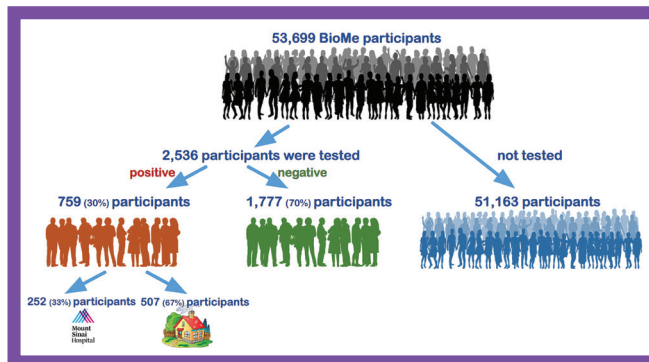 53,699 BioMe participants
2,536 participants were tested
not tested
positive
negative
759 (30%) participants
1,777 (70%) participants
51,163 participants
252 (33%) participants
507 (67%) participants
Mount
Sinai
Hospital